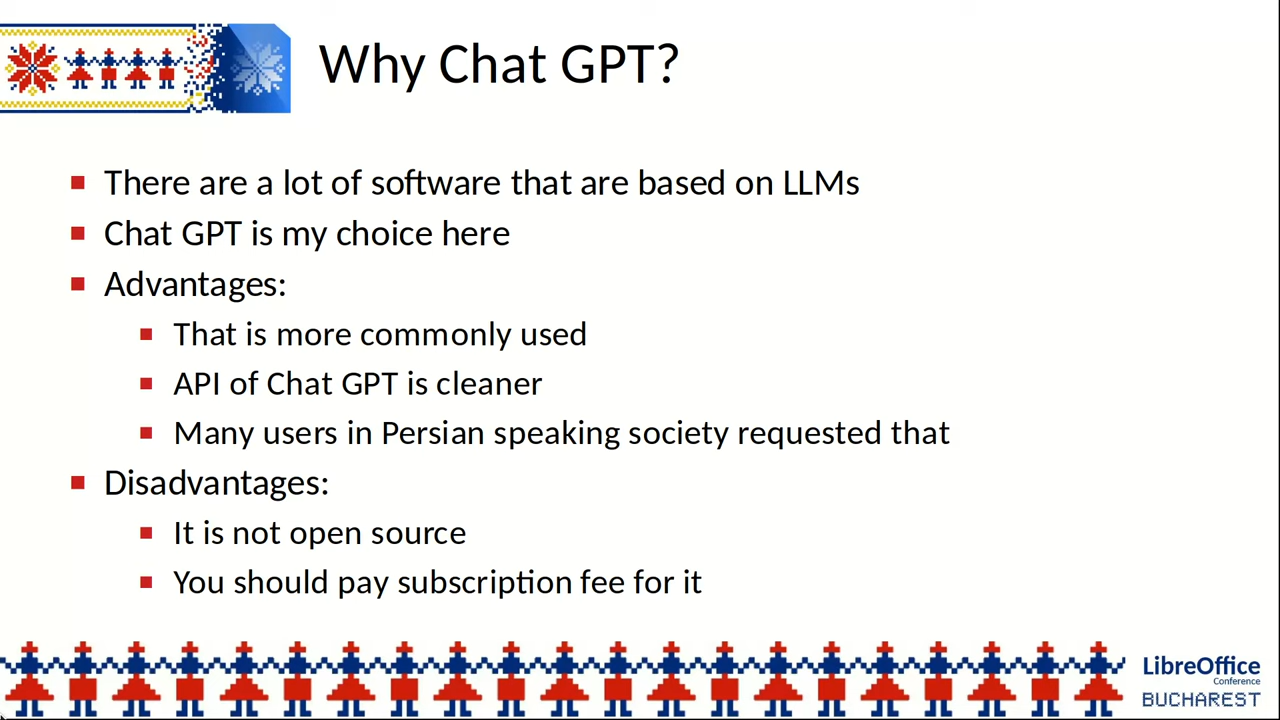 Why Chat GPT?
There are a lot of software that are based on LLMs
Chat GPT is my choice here
Advantages:
That is more commonly used
API of Chat GPT is cleaner
Many users in Persian speaking society requested that
Disadvantages:
It is not open source
You should pay subscription fee for it
LibreOffice
Conference
BUCHAREST